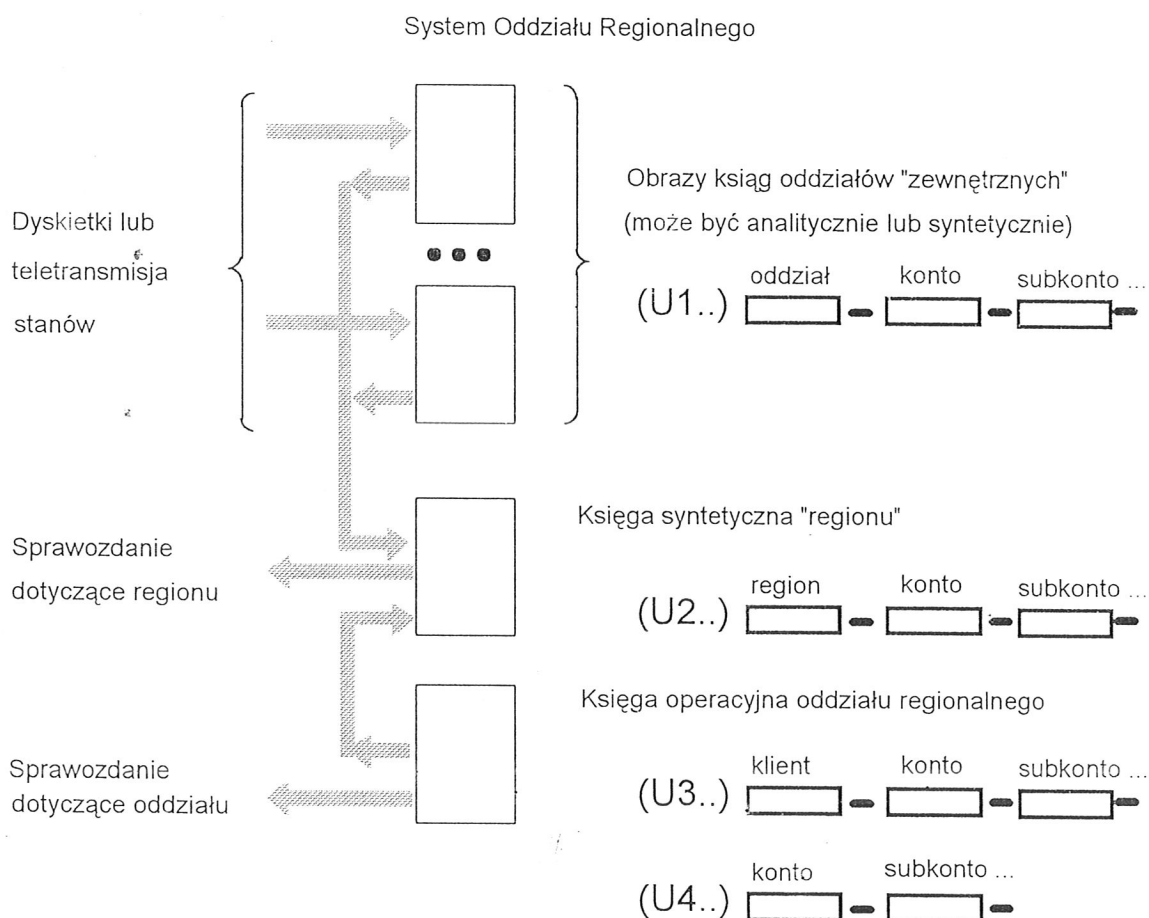 System Oddziału Regionalnego
Dyskietki lub
teletransmisja
stanów
Obrazy ksiąg oddziałów "zewnętrznych"
(może być analitycznie lub syntetycznie)
oddział konto subkonto ...
(U1..)
Sprawozdanie
dotyczące regionu
Księga syntetyczna "regionu"
region konto subkonto ...
(U2..)
Księga operacyjna oddziału regionalnego
Sprawozdanie
dotyczące oddziału
klient konto subkonto ...
(U3..)
konto subkonto ...
(U4..)